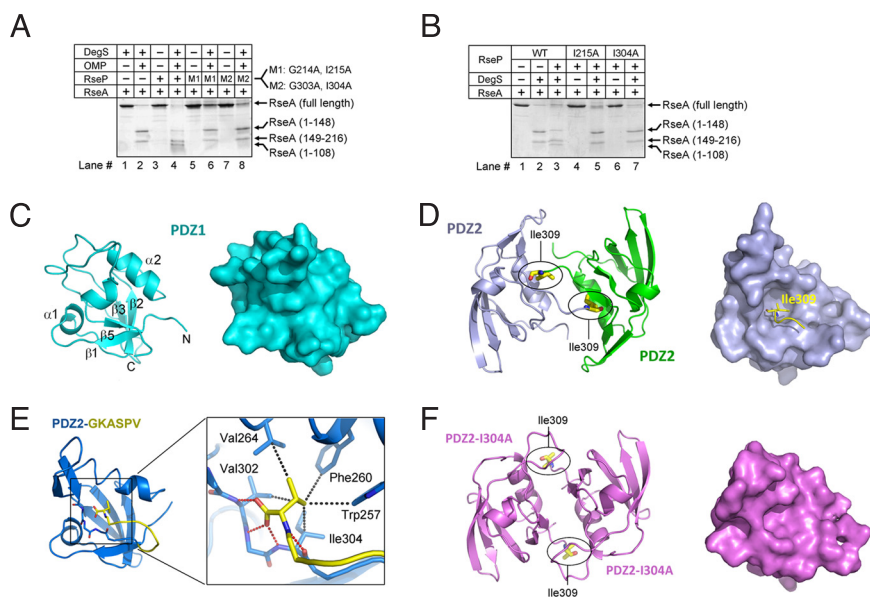 A
DegS + + − + − + − +
OMP − + − + − + − +
RseP − − + + M1 M1 M2 M2
RseA + + + + + + + +
M1: G214A, I215A
M2: G303A, I304A
RseA (full length)
RseA (1-148)
RseA (149-216)
RseA (1-108)
Lane # 1 2 3 4 5 6 7 8
B
RseP WT I215A I304A
− − + + + + +
DegS − + + − + − +
RseA + + + + + + +
RseA (full length)
RseA (1-148)
RseA (149-216)
RseA (1-108)
Lane # 1 2 3 4 5 6 7
C
PDZ1
α2
β3 β2
α1
β5
β1
N
C
D
PDZ2
Ile309
Ile309
PDZ2
Ile309
E
PDZ2-GKASPV
Val264
Val302
Phe260
Trp257
Ile304
F
Ile309
PDZ2-I304A
PDZ2-I304A
Ile309